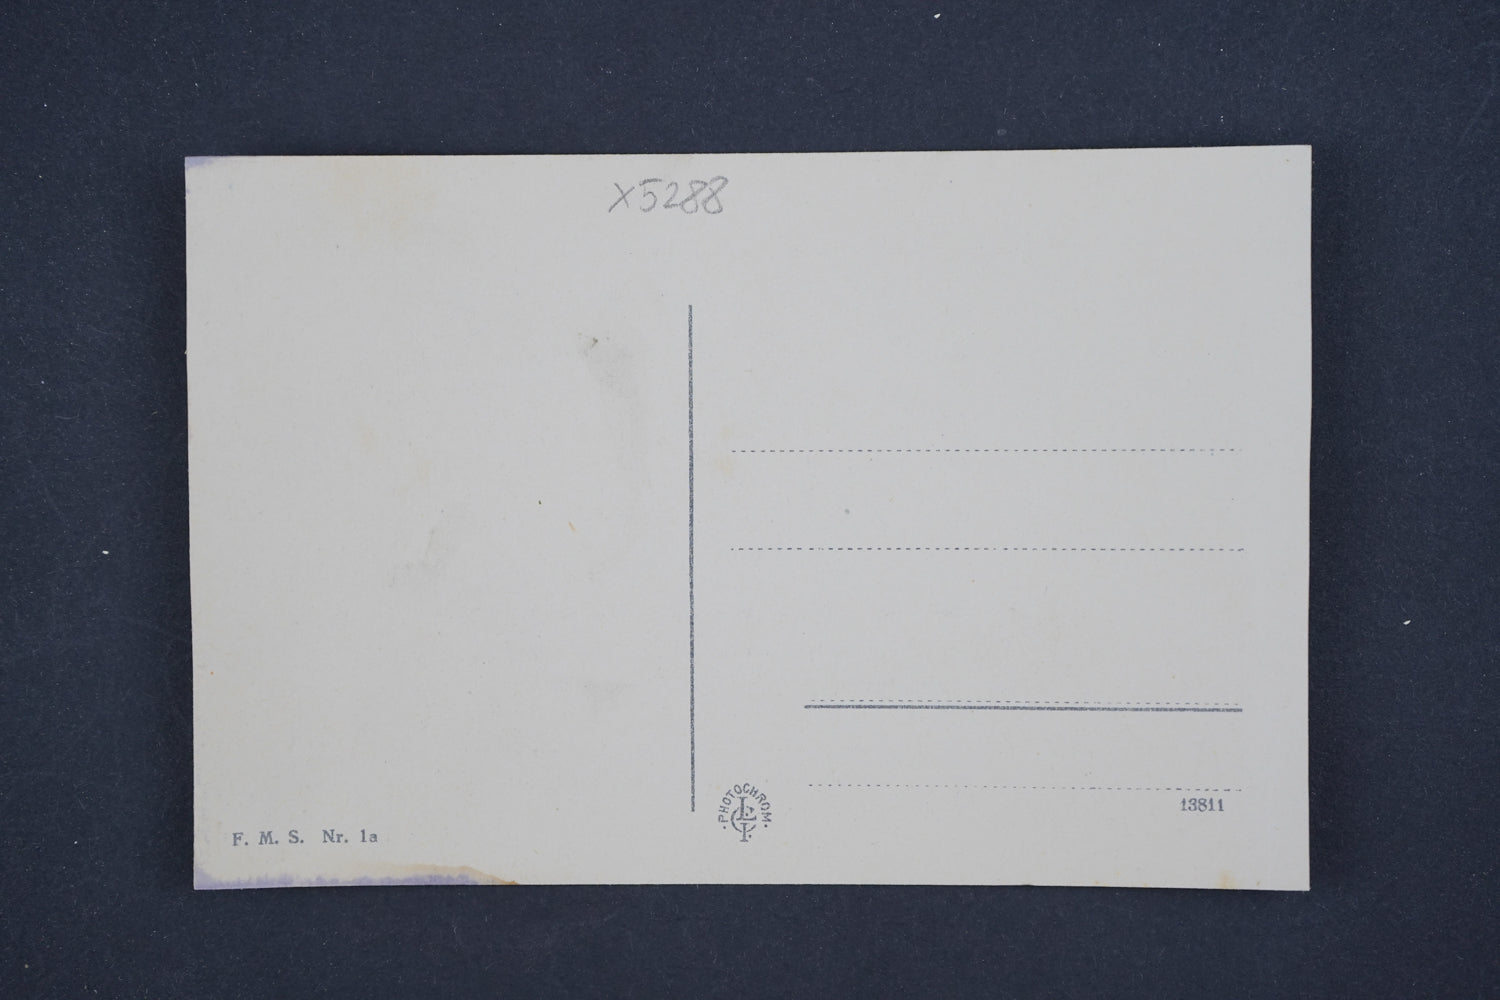 X5288
· PHOTOCHROM ·
F. M. S. Nr. 1a
13811